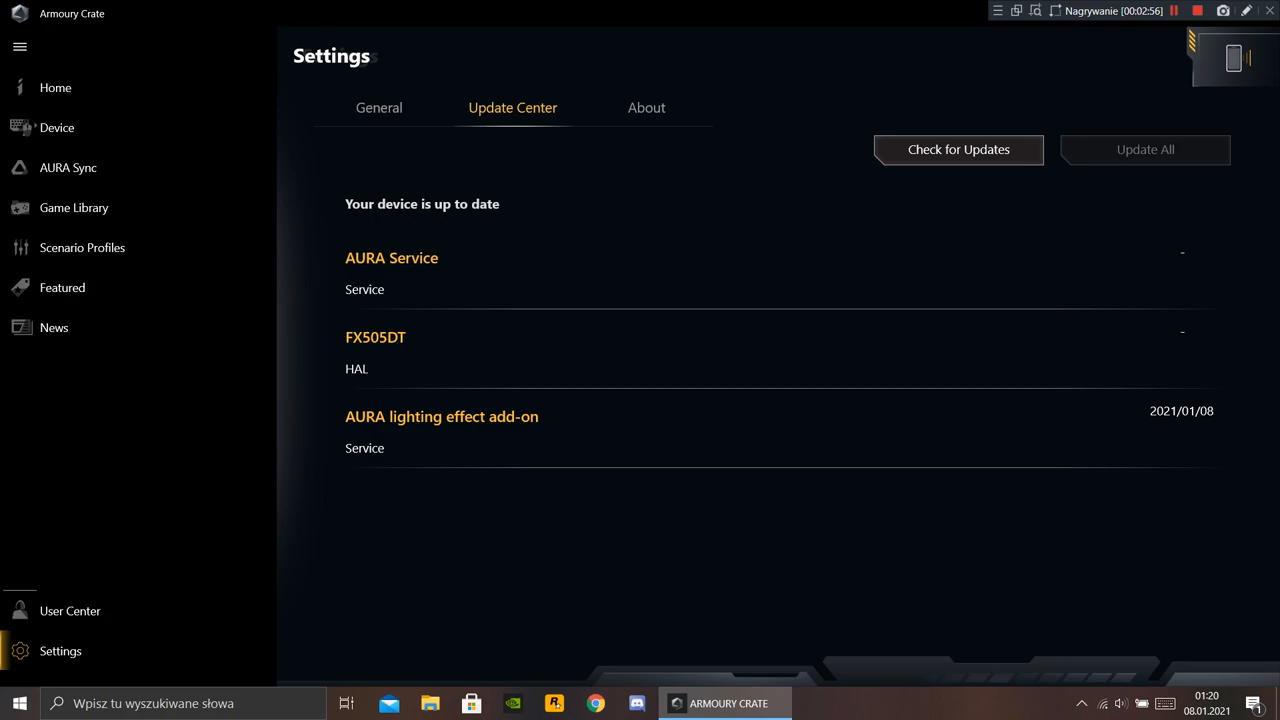 Armoury Crate
Nagrywanie [00:02:56]
Settings
Home
Device
AURA Sync
Game Library
Scenario Profiles
Featured
News
General
Update Center
About
Check for Updates
Update All
Your device is up to date
AURA Service
-
Service
FX505DT
-
HAL
AURA lighting effect add-on
2021/01/08
Service
User Center
Settings
Wpisz tu wyszukiwane słowa
R*
ARMOURY CRATE
01:20
08.01.2021
1